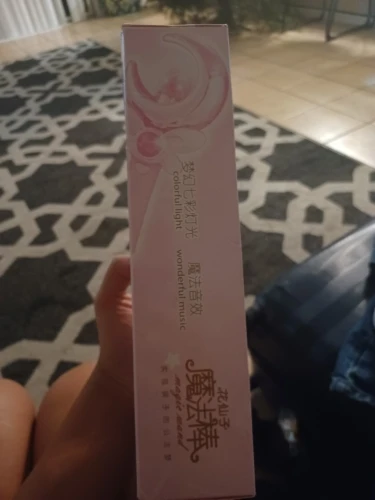 梦幻七彩灯光
colorful light
魔法音效
wonderful music
花仙子
魔法棒
magic wand